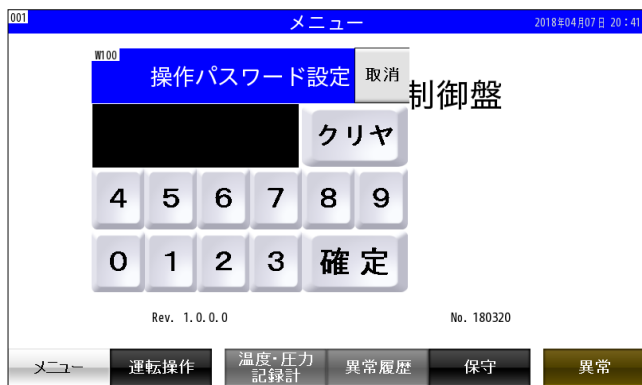 001
メニュー
2018年04月07日 20:41
W100
操作パスワード設定
取消
制御盤
クリヤ
4 5 6 7 8 9
0 1 2 3 確定
Rev. 1.0.0.0
No. 180320
メニュー
運転操作
温度・圧力
記録計
異常履歴
保守
異常